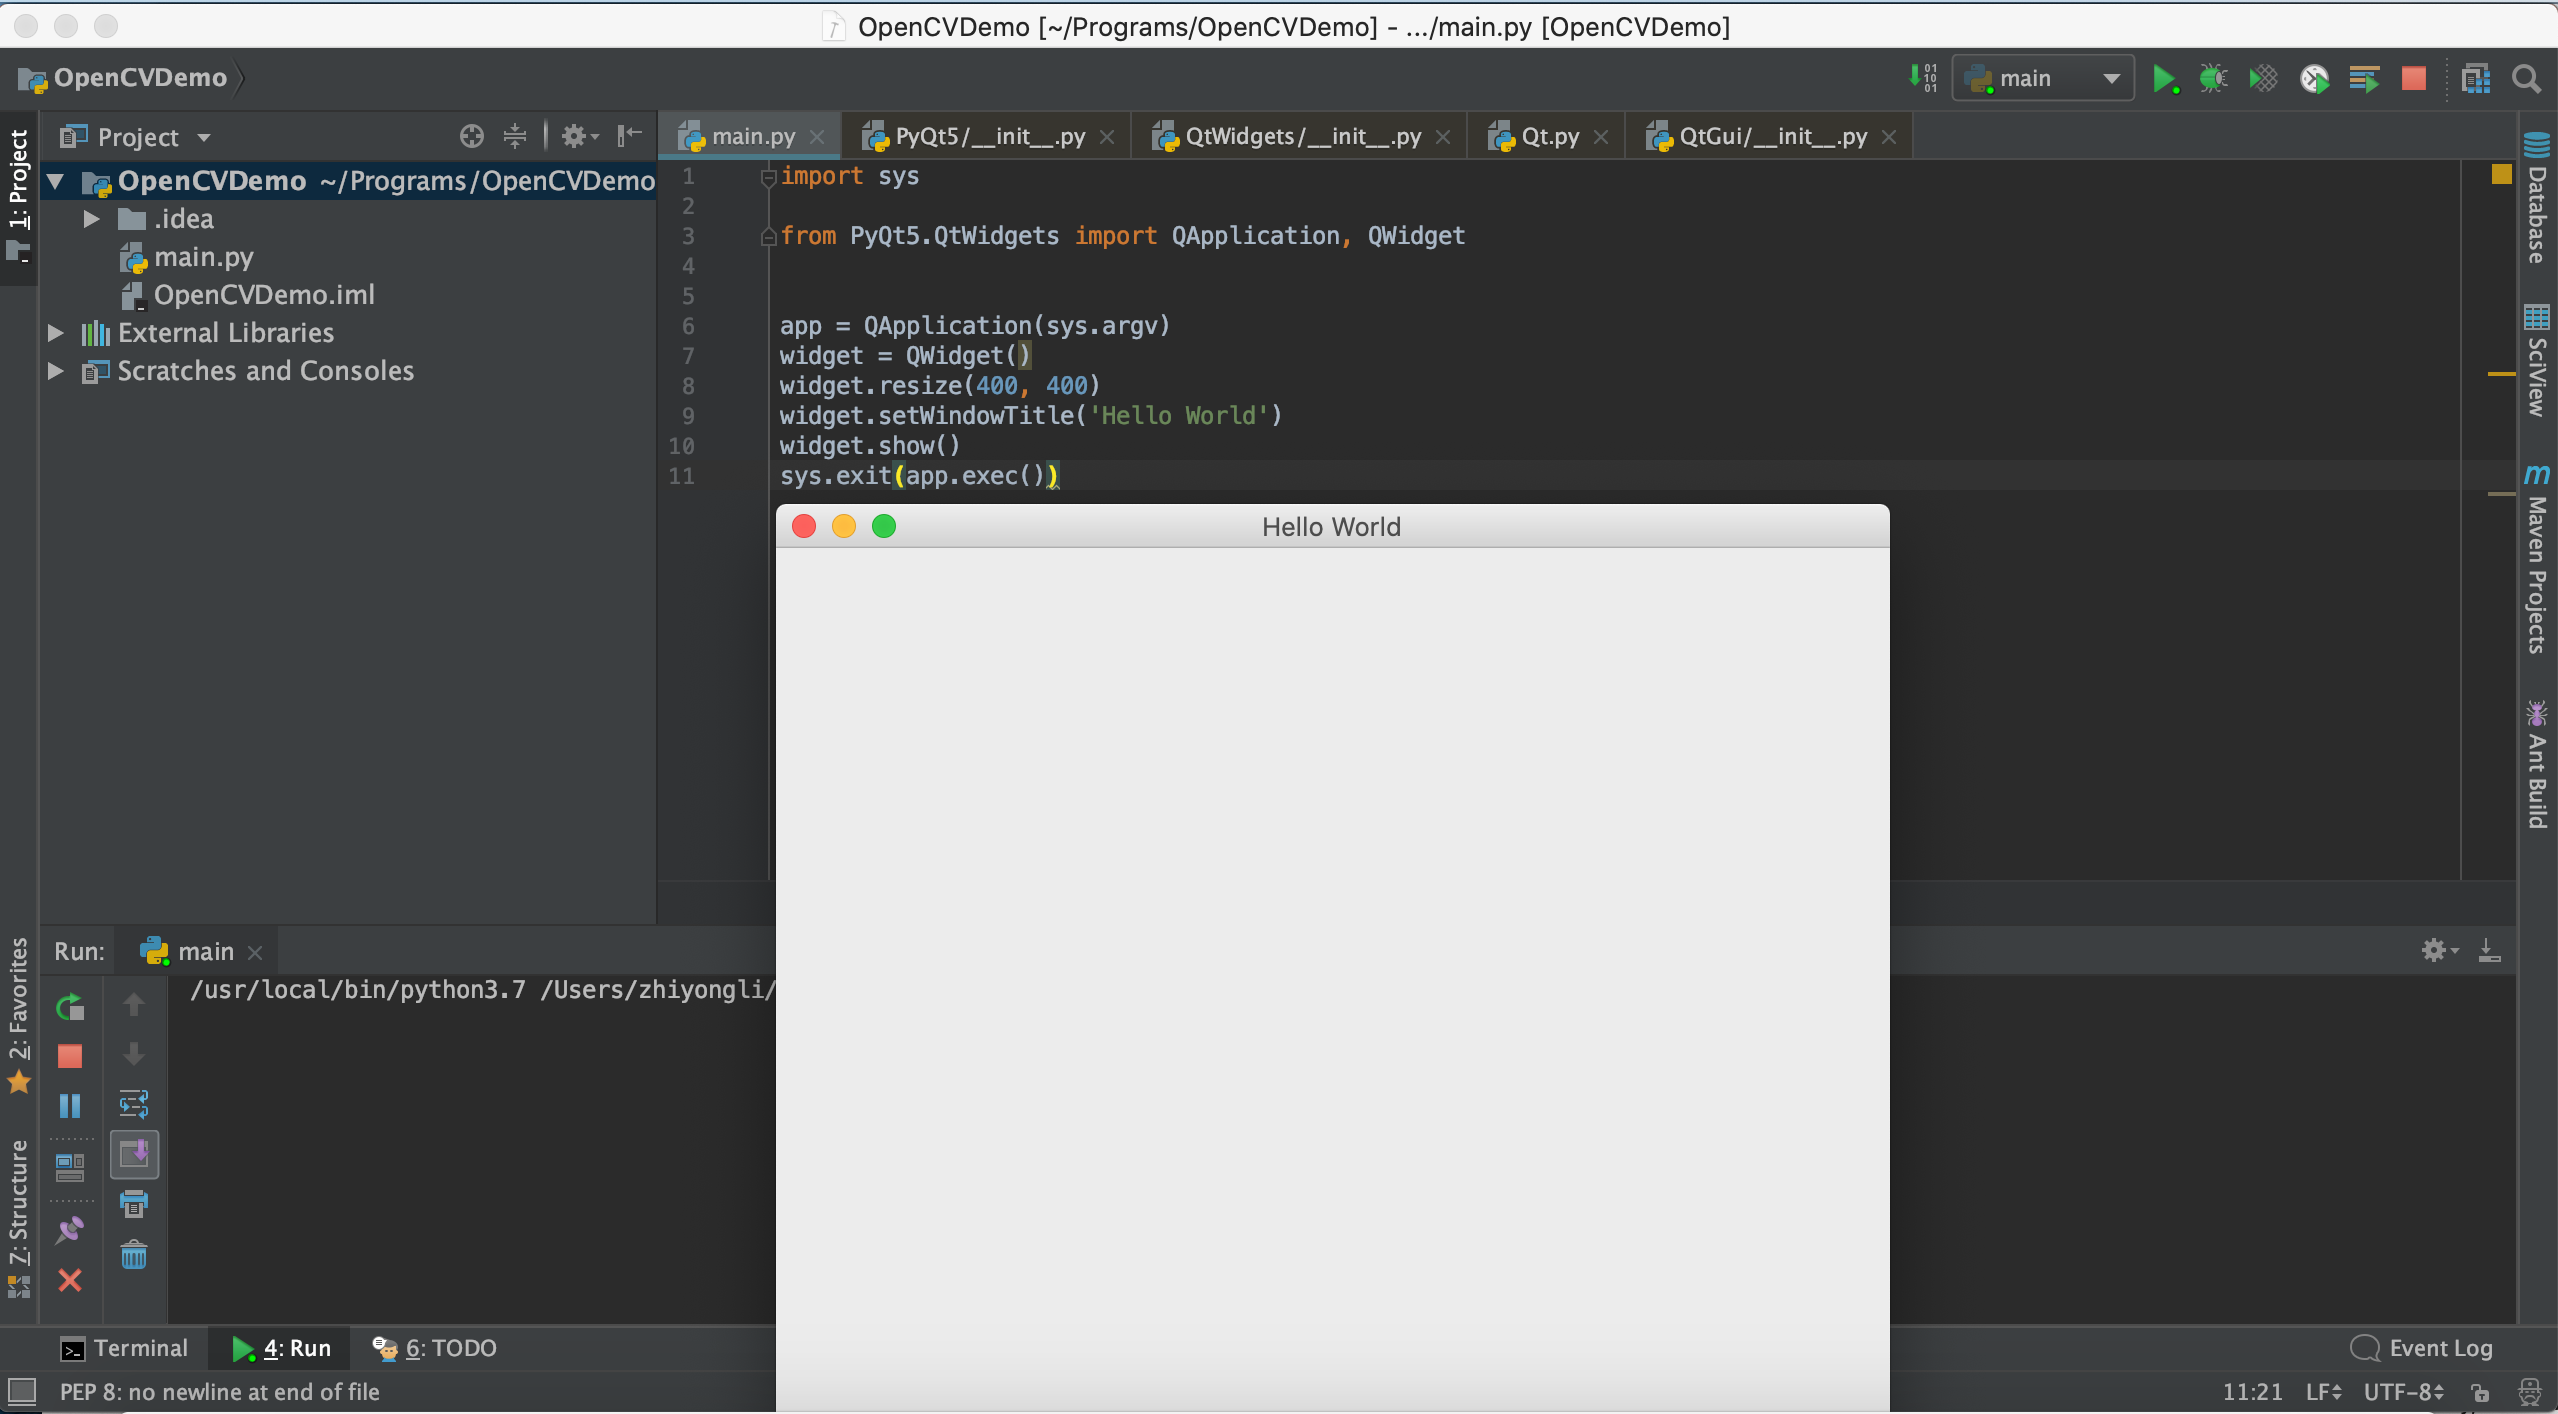 OpenCVDemo [~/Programs/OpenCVDemo] - .../main.py [OpenCVDemo]
OpenCVDemo
main
1: Project
Project
main.py
PyQt5/__init__.py
QtWidgets/__init__.py
Qt.py
QtGui/__init__.py
OpenCVDemo ~/Programs/OpenCVDemo
.idea
main.py
OpenCVDemo.iml
External Libraries
Scratches and Consoles
1 import sys
2
3 from PyQt5.QtWidgets import QApplication, QWidget
4
5
6 app = QApplication(sys.argv)
7 widget = QWidget()
8 widget.resize(400, 400)
9 widget.setWindowTitle('Hello World')
10 widget.show()
11 sys.exit(app.exec())
Database
SciView
Maven Projects
Ant Build
Hello World
Run: main
/usr/local/bin/python3.7 /Users/zhiyongli/
2: Favorites
7: Structure
Terminal
4: Run
6: TODO
Event Log
PEP 8: no newline at end of file
11:21 LF UTF-8